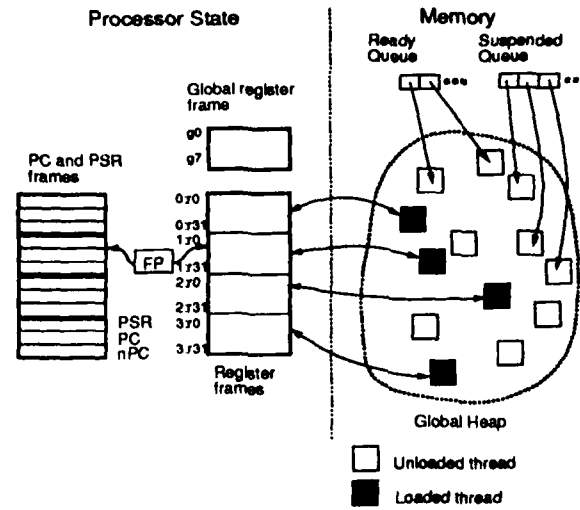 Processor State
Memory
Ready
Queue
Suspended
Queue
Global register
frame
g0
g7
PC and PSR
frames
0r0
0r31
1r0
FP
1r31
2r0
2r31
PSR
3r0
PC
nPC
3r31
Register
frames
Global Heap
Unloaded thread
Loaded thread